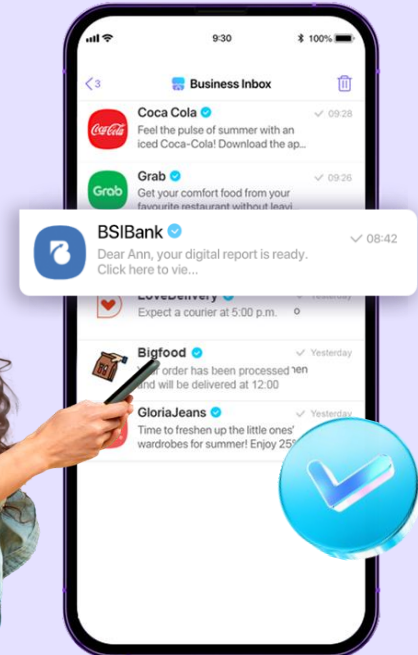 9:30
100%
3
Business Inbox
Coca Cola
09:28
Coca-Cola
Feel the pulse of summer with an
iced Coca-Cola! Download the ap...
Grab
09:26
Grab
Get your comfort food from your
favourite restaurant without leavi...
BSIBank
08:42
Dear Ann, your digital report is ready.
Click here to vie...
LoveDelivery
Yesterday
Expect a courier at 5:00 p.m.
Bigfood
Yesterday
order has been processed
and will be delivered at 12:00
GloriaJeans
Yesterday
Time to freshen up the little ones'
wardrobes for summer! Enjoy 25